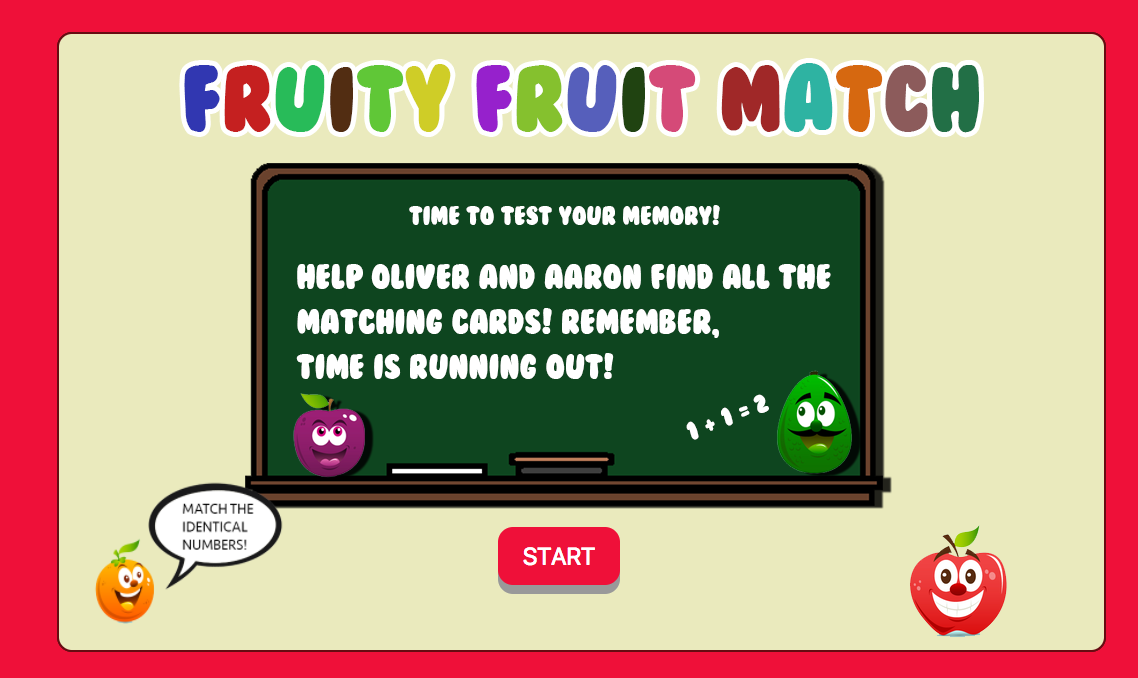 FRUITY FRUIT MATCH
TIME TO TEST YOUR MEMORY!
HELP OLIVER AND AARON FIND ALL THE
MATCHING CARDS! REMEMBER,
TIME IS RUNNING OUT!
1 + 1 = 2
MATCH THE
IDENTICAL
NUMBERS!
START